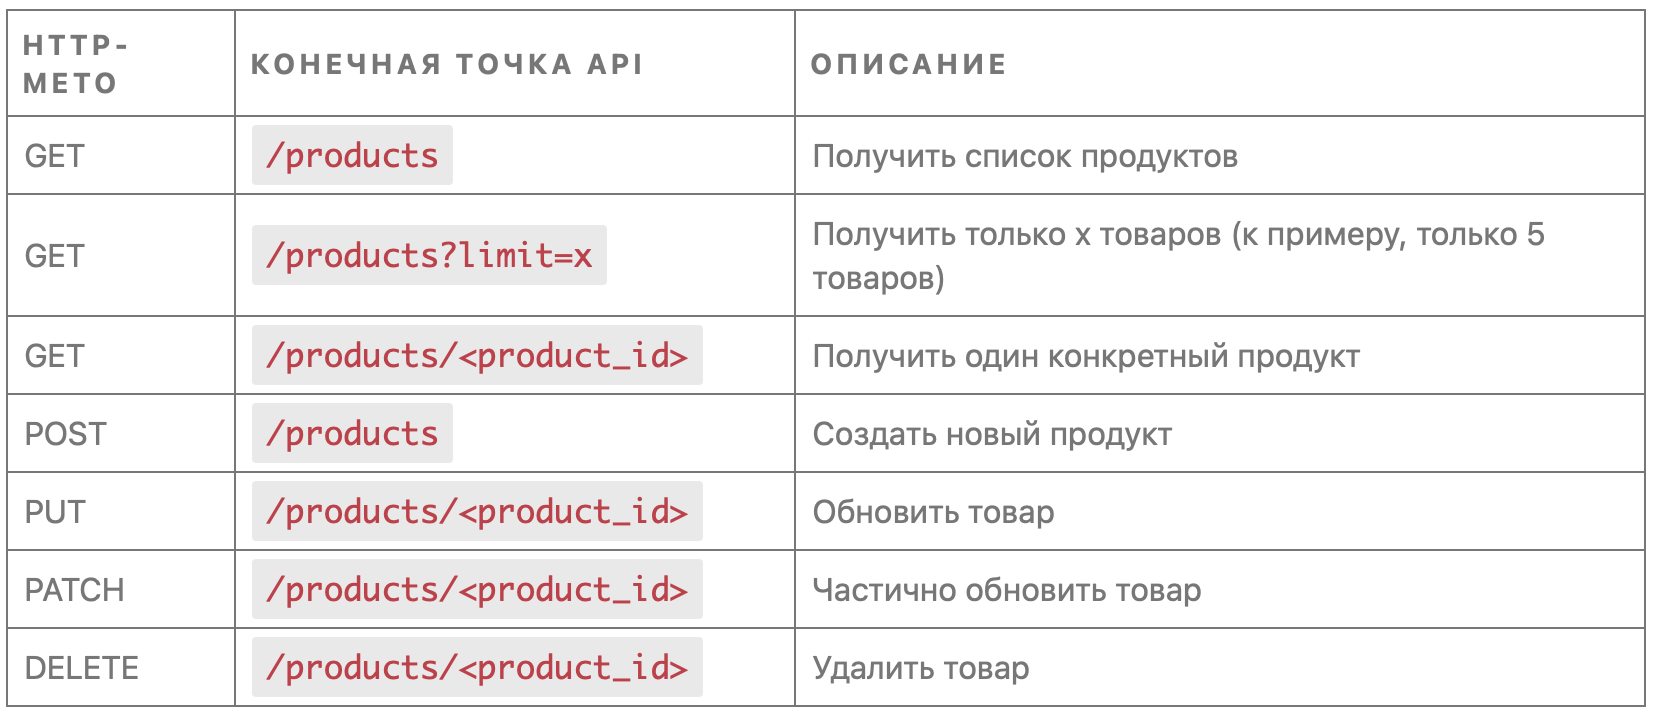 HTTP-
МЕТО
КОНЕЧНАЯ ТОЧКА API
ОПИСАНИЕ
GET
/products
Получить список продуктов
GET
/products?limit=x
Получить только x товаров (к примеру, только 5
товаров)
GET
/products/<product_id>
Получить один конкретный продукт
POST
/products
Создать новый продукт
PUT
/products/<product_id>
Обновить товар
PATCH
/products/<product_id>
Частично обновить товар
DELETE
/products/<product_id>
Удалить товар